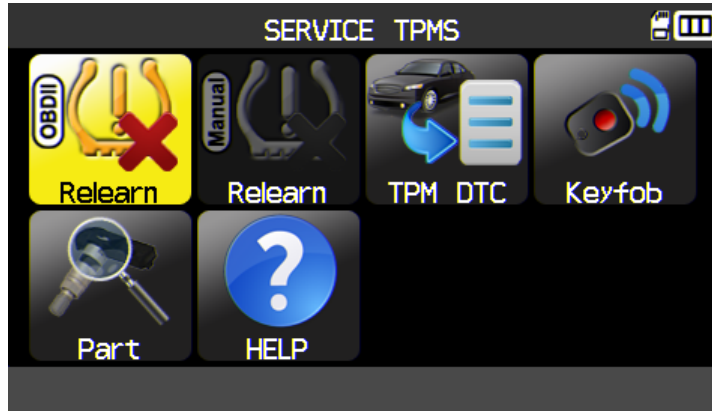 SERVICE TPMS
OBDII
Relearn
Manual
Relearn
TPM DTC
Keyfob
Part
?
HELP